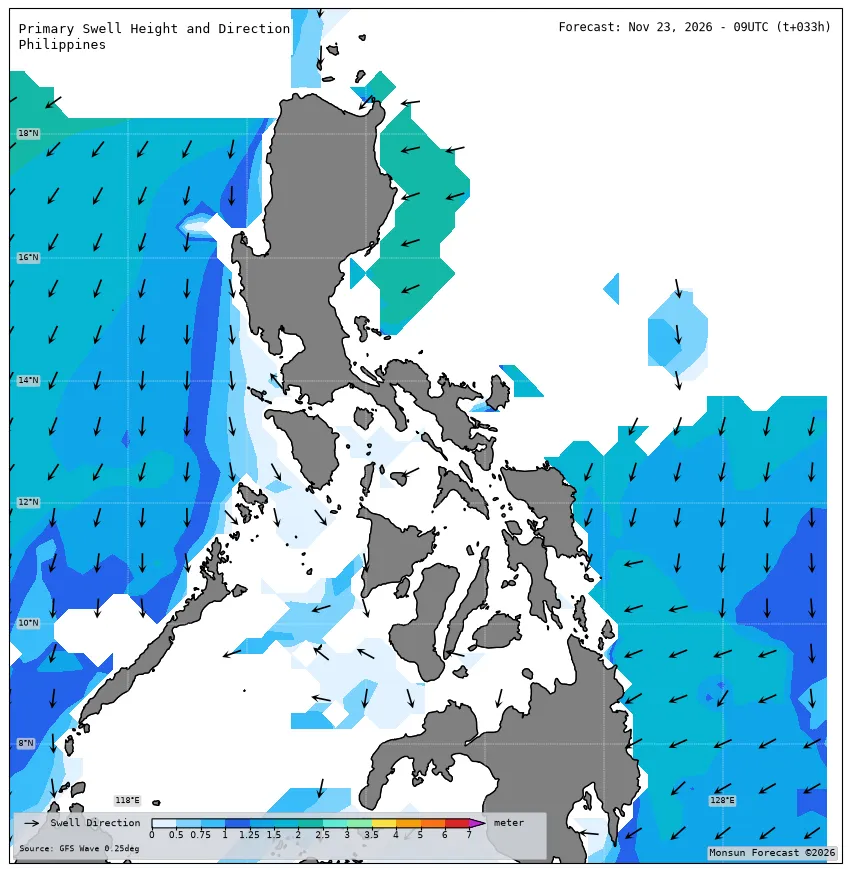 Primary Swell Height and Direction
Philippines
Forecast: Nov 23, 2026 - 09UTC (t+033h)
18°N
16°N
14°N
12°N
10°N
8°N
118°E
128°E
Swell Direction
0 0.5 0.75 1 1.25 1.5 2 2.5 3 3.5 4 5 6 7
meter
Source: GFS Wave 0.25deg
Monsun Forecast ©2026